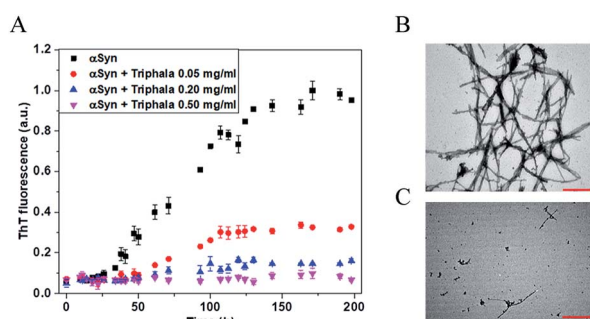 A
B
1.2
αSyn
αSyn + Triphala 0.05 mg/ml
1.0
αSyn + Triphala 0.20 mg/ml
αSyn + Triphala 0.50 mg/ml
0.8
ThT fluorescence (a.u.)
0.6
C
0.4
0.2
0.0
0 50 100 150 200